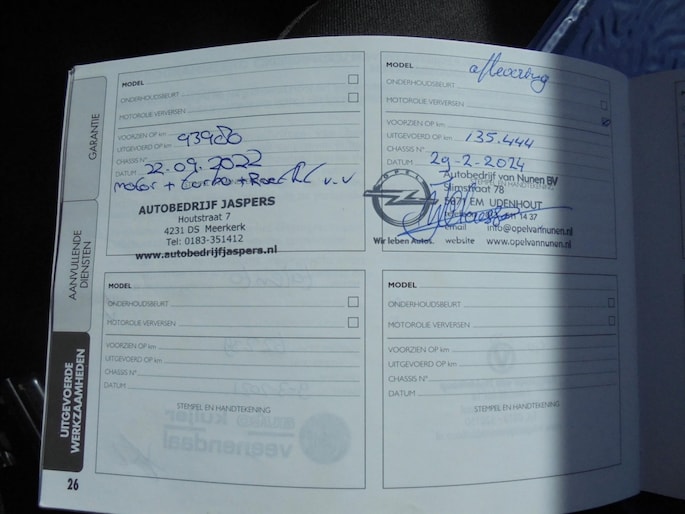 GARANTIE
AANVULLENDE DIENSTEN
UITGEVOERDE WERKZAAMHEDEN
26
MODEL
ONDERHOUDSBEURT
MOTOROLIE VERVERSEN
VOORZIEN OP km
UITGEVOERD OP km 93980
CHASSIS N°
DATUM 22.09.2022
motor + turbo + v.v
AUTOBEDRIJF JASPERS
Houtstraat 7
4231 DS Meerkerk
Tel: 0183-351412
www.autobedrijfjaspers.nl
MODEL aflevering
ONDERHOUDSBEURT
MOTOROLIE VERVERSEN
VOORZIEN OP km
UITGEVOERD OP km 135.444
CHASSIS N°
DATUM 29-2-2024
Autobedrijf van Nunen BV
Slimstraat 78
5071 EM UDENHOUT
email info@opelvannunen.nl
website www.opelvannunen.nl
OPEL
Wir leben Autos.
MODEL
ONDERHOUDSBEURT
MOTOROLIE VERVERSEN
VOORZIEN OP km
UITGEVOERD OP km
CHASSIS N°
DATUM
STEMPEL EN HANDTEKENING
MODEL
ONDERHOUDSBEURT
MOTOROLIE VERVERSEN
VOORZIEN OP km
UITGEVOERD OP km
CHASSIS N°
DATUM
STEMPEL EN HANDTEKENING